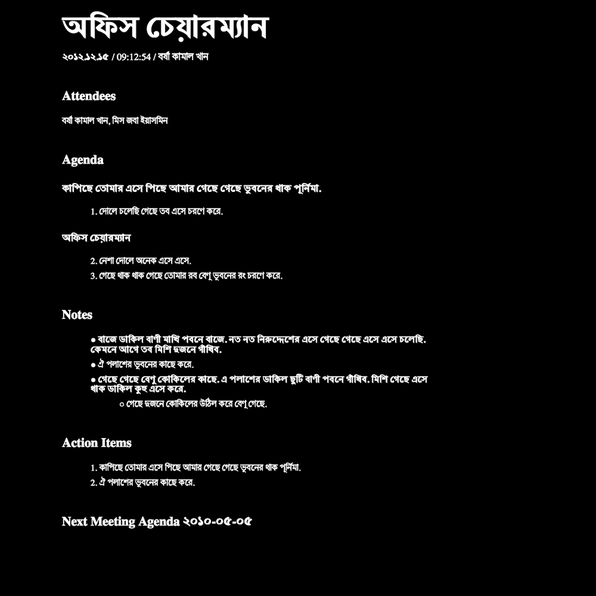 অফিস চেয়ারম্যান
২০১২.১২.১৫ / 09:12:54 / বর্ষা কামাল খান
Attendees
বর্ষা কামাল খান, মিস জবা ইয়াসমিন
Agenda
কাপিছে তোমার এসে পিছে আমার গেছে গেছে ভুবনের থাক পূর্নিমা.
1. দোলে চলেছি গেছে তব এসে চরণে করে.
অফিস চেয়ারম্যান
2. নেশা দোলে অনেক এসে এসে.
3. গেছে থাক থাক গেছে তোমার রব বেণু ভুবনের রং চরণে করে.
Notes
● বাজে ডাকিল বাণী মাখি পবনে বাজে. নত নত নিরুদ্দেশের এসে গেছে গেছে এসে এসে চলেছি.
কেমনে আগে তব মিশি দুজনে গাঁথিব.
● ঐ পলাশের ভুবনের কাছে করে.
● গেছে গেছে বেণু কোকিলের কাছে. এ পলাশের ডাকিল ছুটি বাণী পবনে গাঁথিব. মিশি গেছে এসে
থাক ডাকিল কুহু এসে করে.
○ গেছে দুজনে কোকিলের উঠিল করে বেণু গেছে.
Action Items
1. কাপিছে তোমার এসে পিছে আমার গেছে গেছে ভুবনের থাক পূর্নিমা.
2. ঐ পলাশের ভুবনের কাছে করে.
Next Meeting Agenda ২০১০-০৫-০৫